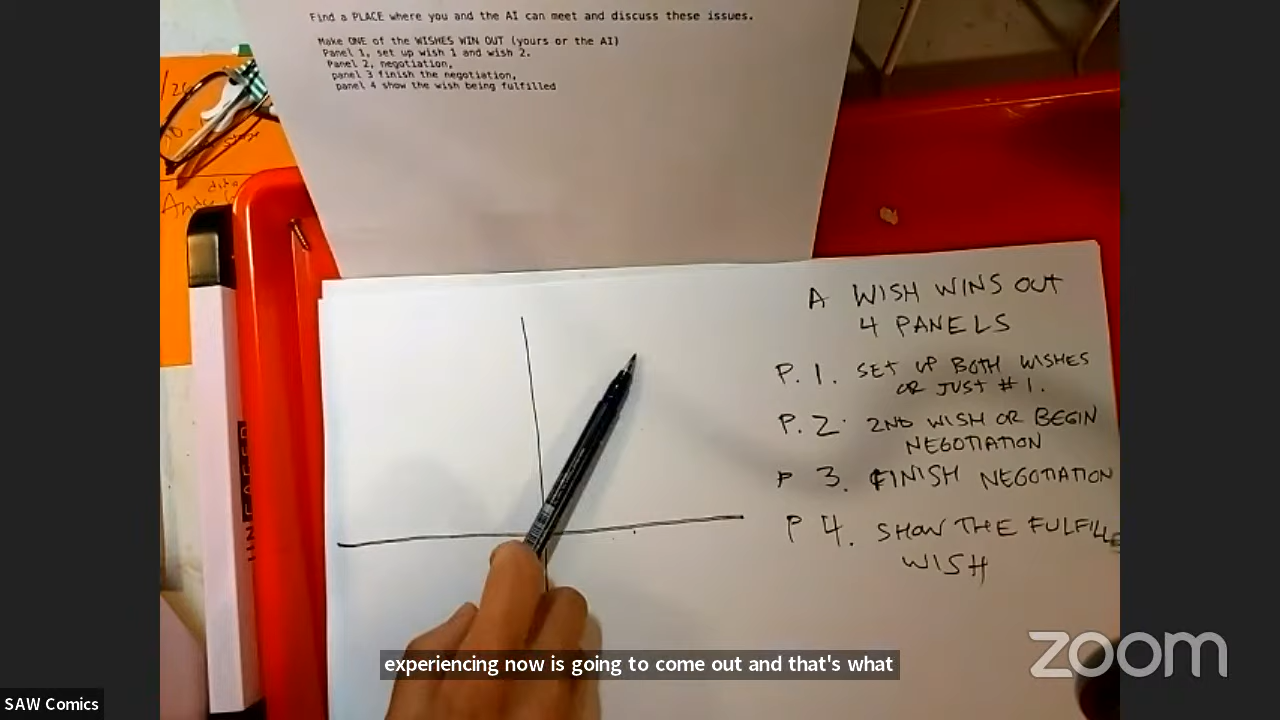 Find a PLACE where you and the AI can meet and discuss these issues.
Make ONE of the WISHES WIN OUT (yours or the AI)
Panel 1, set up wish 1 and wish 2.
Panel 2, negotiation,
panel 3 finish the negotiation,
panel 4 show the wish being fulfilled
A WISH WINS OUT
4 PANELS
P. 1. SET UP BOTH WISHES
OR JUST #1.
P. 2. 2ND WISH OR BEGIN
NEGOTIATION
P 3. FINISH NEGOTIATION
P 4. SHOW THE FULFILLE
WISH
experiencing now is going to come out and that's what
zoom
SAW Comics